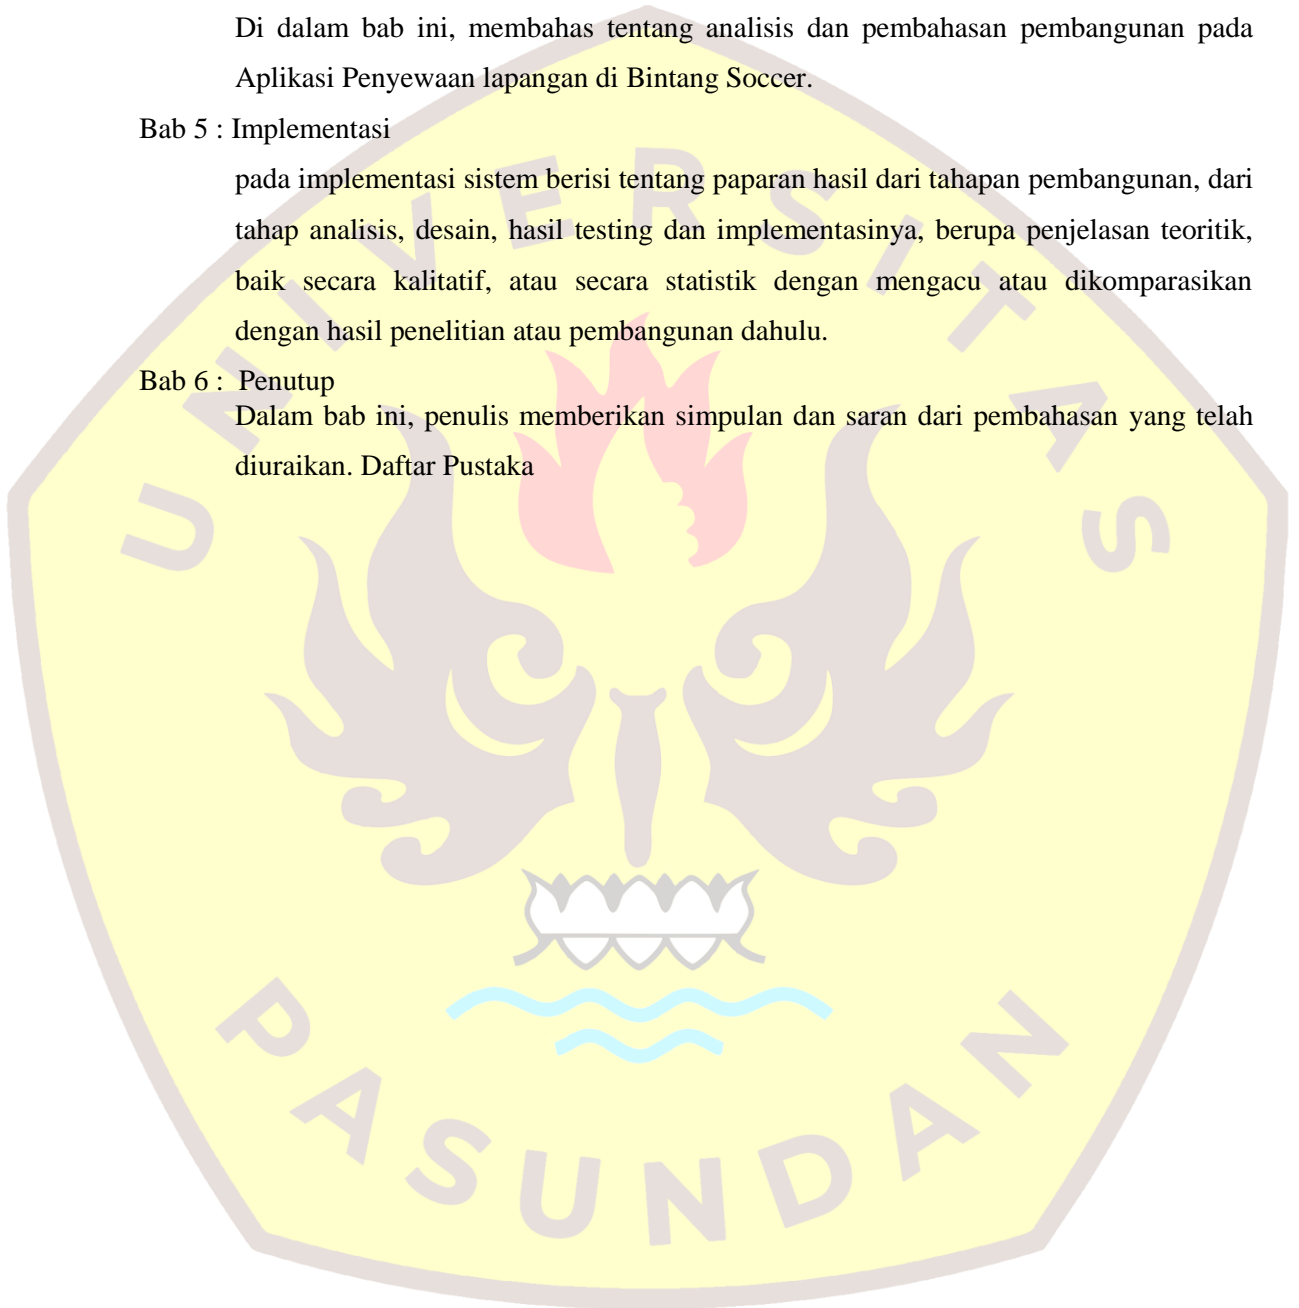 Di dalam bab ini, membahas tentang analisis dan pembahasan pembangunan pada
Aplikasi Penyewaan lapangan di Bintang Soccer.
Bab 5 : Implementasi
pada implementasi sistem berisi tentang paparan hasil dari tahapan pembangunan, dari
tahap analisis, desain, hasil testing dan implementasinya, berupa penjelasan teoritik,
baik secara kalitatif, atau secara statistik dengan mengacu atau dikomparasikan
dengan hasil penelitian atau pembangunan dahulu.
Bab 6 : Penutup
Dalam bab ini, penulis memberikan simpulan dan saran dari pembahasan yang telah
diuraikan. Daftar Pustaka
UNIVERSITAS
PASUNDAN